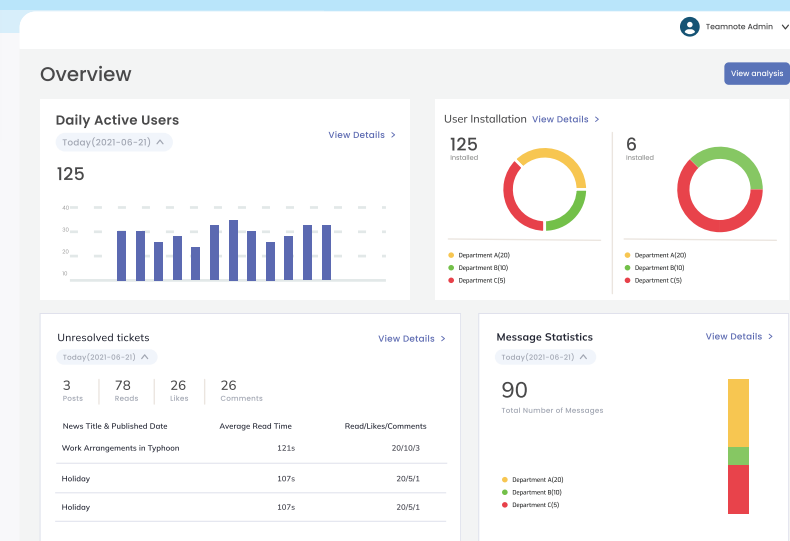 Teamnote Admin
Overview
View analysis
Daily Active Users
Today(2021-06-21)
View Details >
125
40
30
20
10
User Installation View Details >
125
Installed
Department A(20)
Department B(10)
Department C(5)
6
Installed
Department A(20)
Department B(10)
Department C(5)
Unresolved tickets
View Details >
Today(2021-06-21)
3 78 26 26
Posts Reads Likes Comments
News Title & Published Date Average Read Time Read/Likes/Comments
Work Arrangements in Typhoon 121s 20/10/3
Holiday 107s 20/5/1
Holiday 107s 20/5/1
Message Statistics
View Details >
Today(2021-06-21)
90
Total Number of Messages
Department A(20)
Department B(10)
Department C(5)